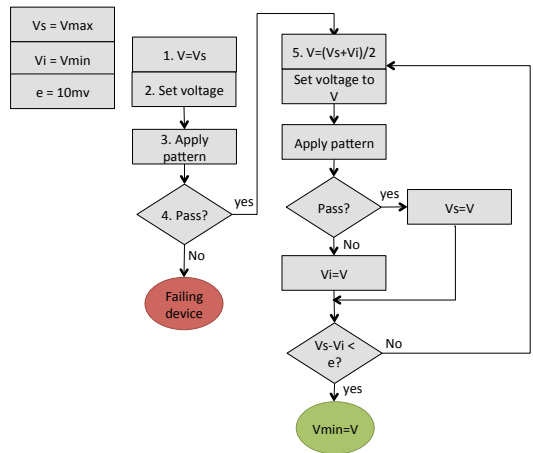 Vs = Vmax
Vi = Vmin
e = 10mv
1. V=Vs
2. Set voltage
3. Apply
pattern
4. Pass?
yes
No
Failing
device
5. V=(Vs+Vi)/2
Set voltage to
V
Apply pattern
Pass?
yes
Vs=V
No
Vi=V
Vs-Vi <
e?
No
yes
Vmin=V